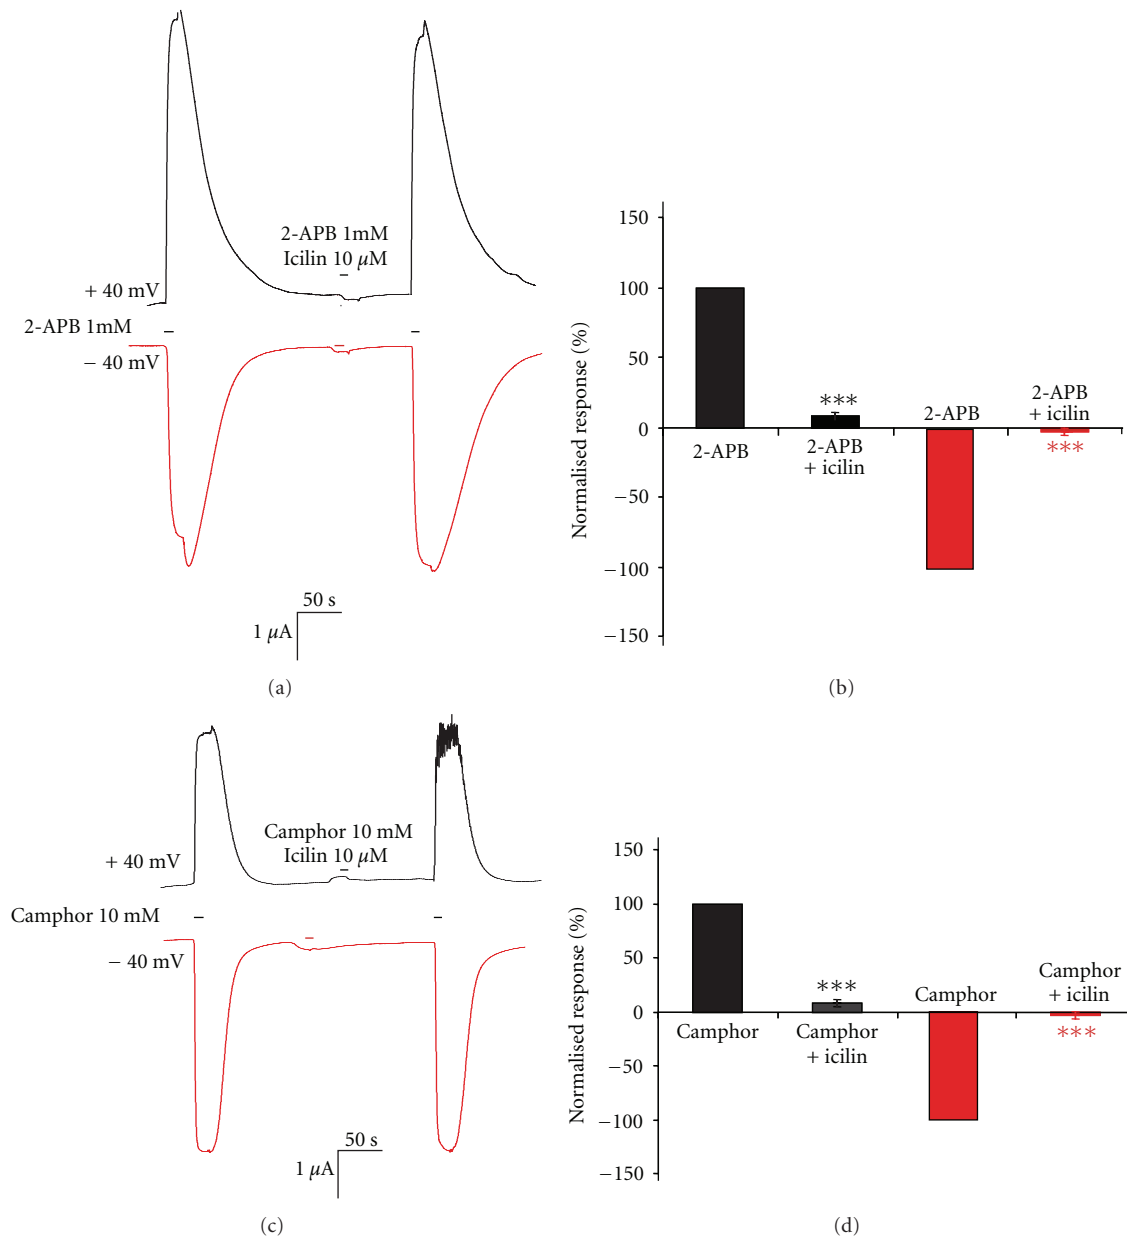 2-APB 1mM
Icilin 10 μM
+ 40 mV
2-APB 1mM
− 40 mV
50 s
1 μA
(a)
150
100
50
0
−50
−100
−150
Normalised response (%)
∗∗∗
2-APB
2-APB
+ icilin
2-APB
2-APB
+ icilin
∗∗∗
(b)
Camphor 10 mM
Icilin 10 μM
+ 40 mV
Camphor 10 mM
− 40 mV
50 s
1 μA
(c)
150
100
50
0
−50
−100
−150
Normalised response (%)
∗∗∗
Camphor
Camphor
+ icilin
Camphor
Camphor
+ icilin
∗∗∗
(d)